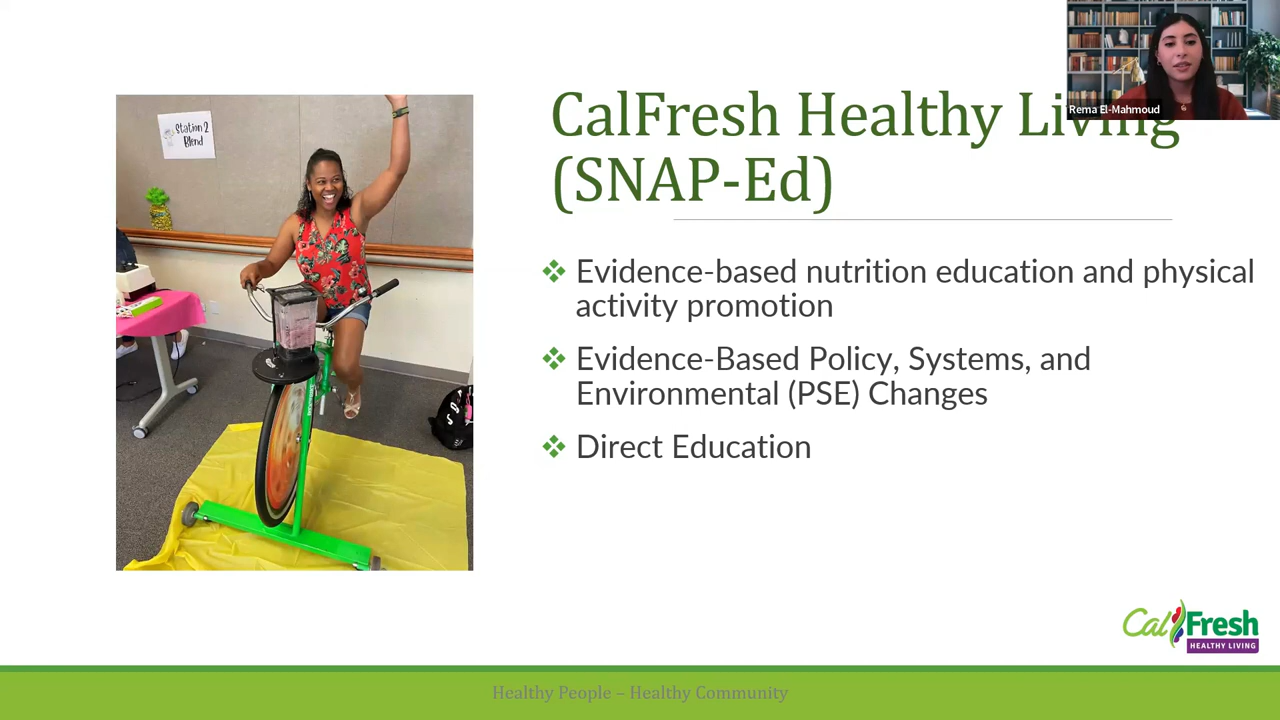 Rema El-Mahmoud
Station 2
Blend
CalFresh Healthy Living
(SNAP-Ed)
❖ Evidence-based nutrition education and physical
activity promotion
❖ Evidence-Based Policy, Systems, and
Environmental (PSE) Changes
❖ Direct Education
CalFresh
HEALTHY LIVING
Healthy People – Healthy Community